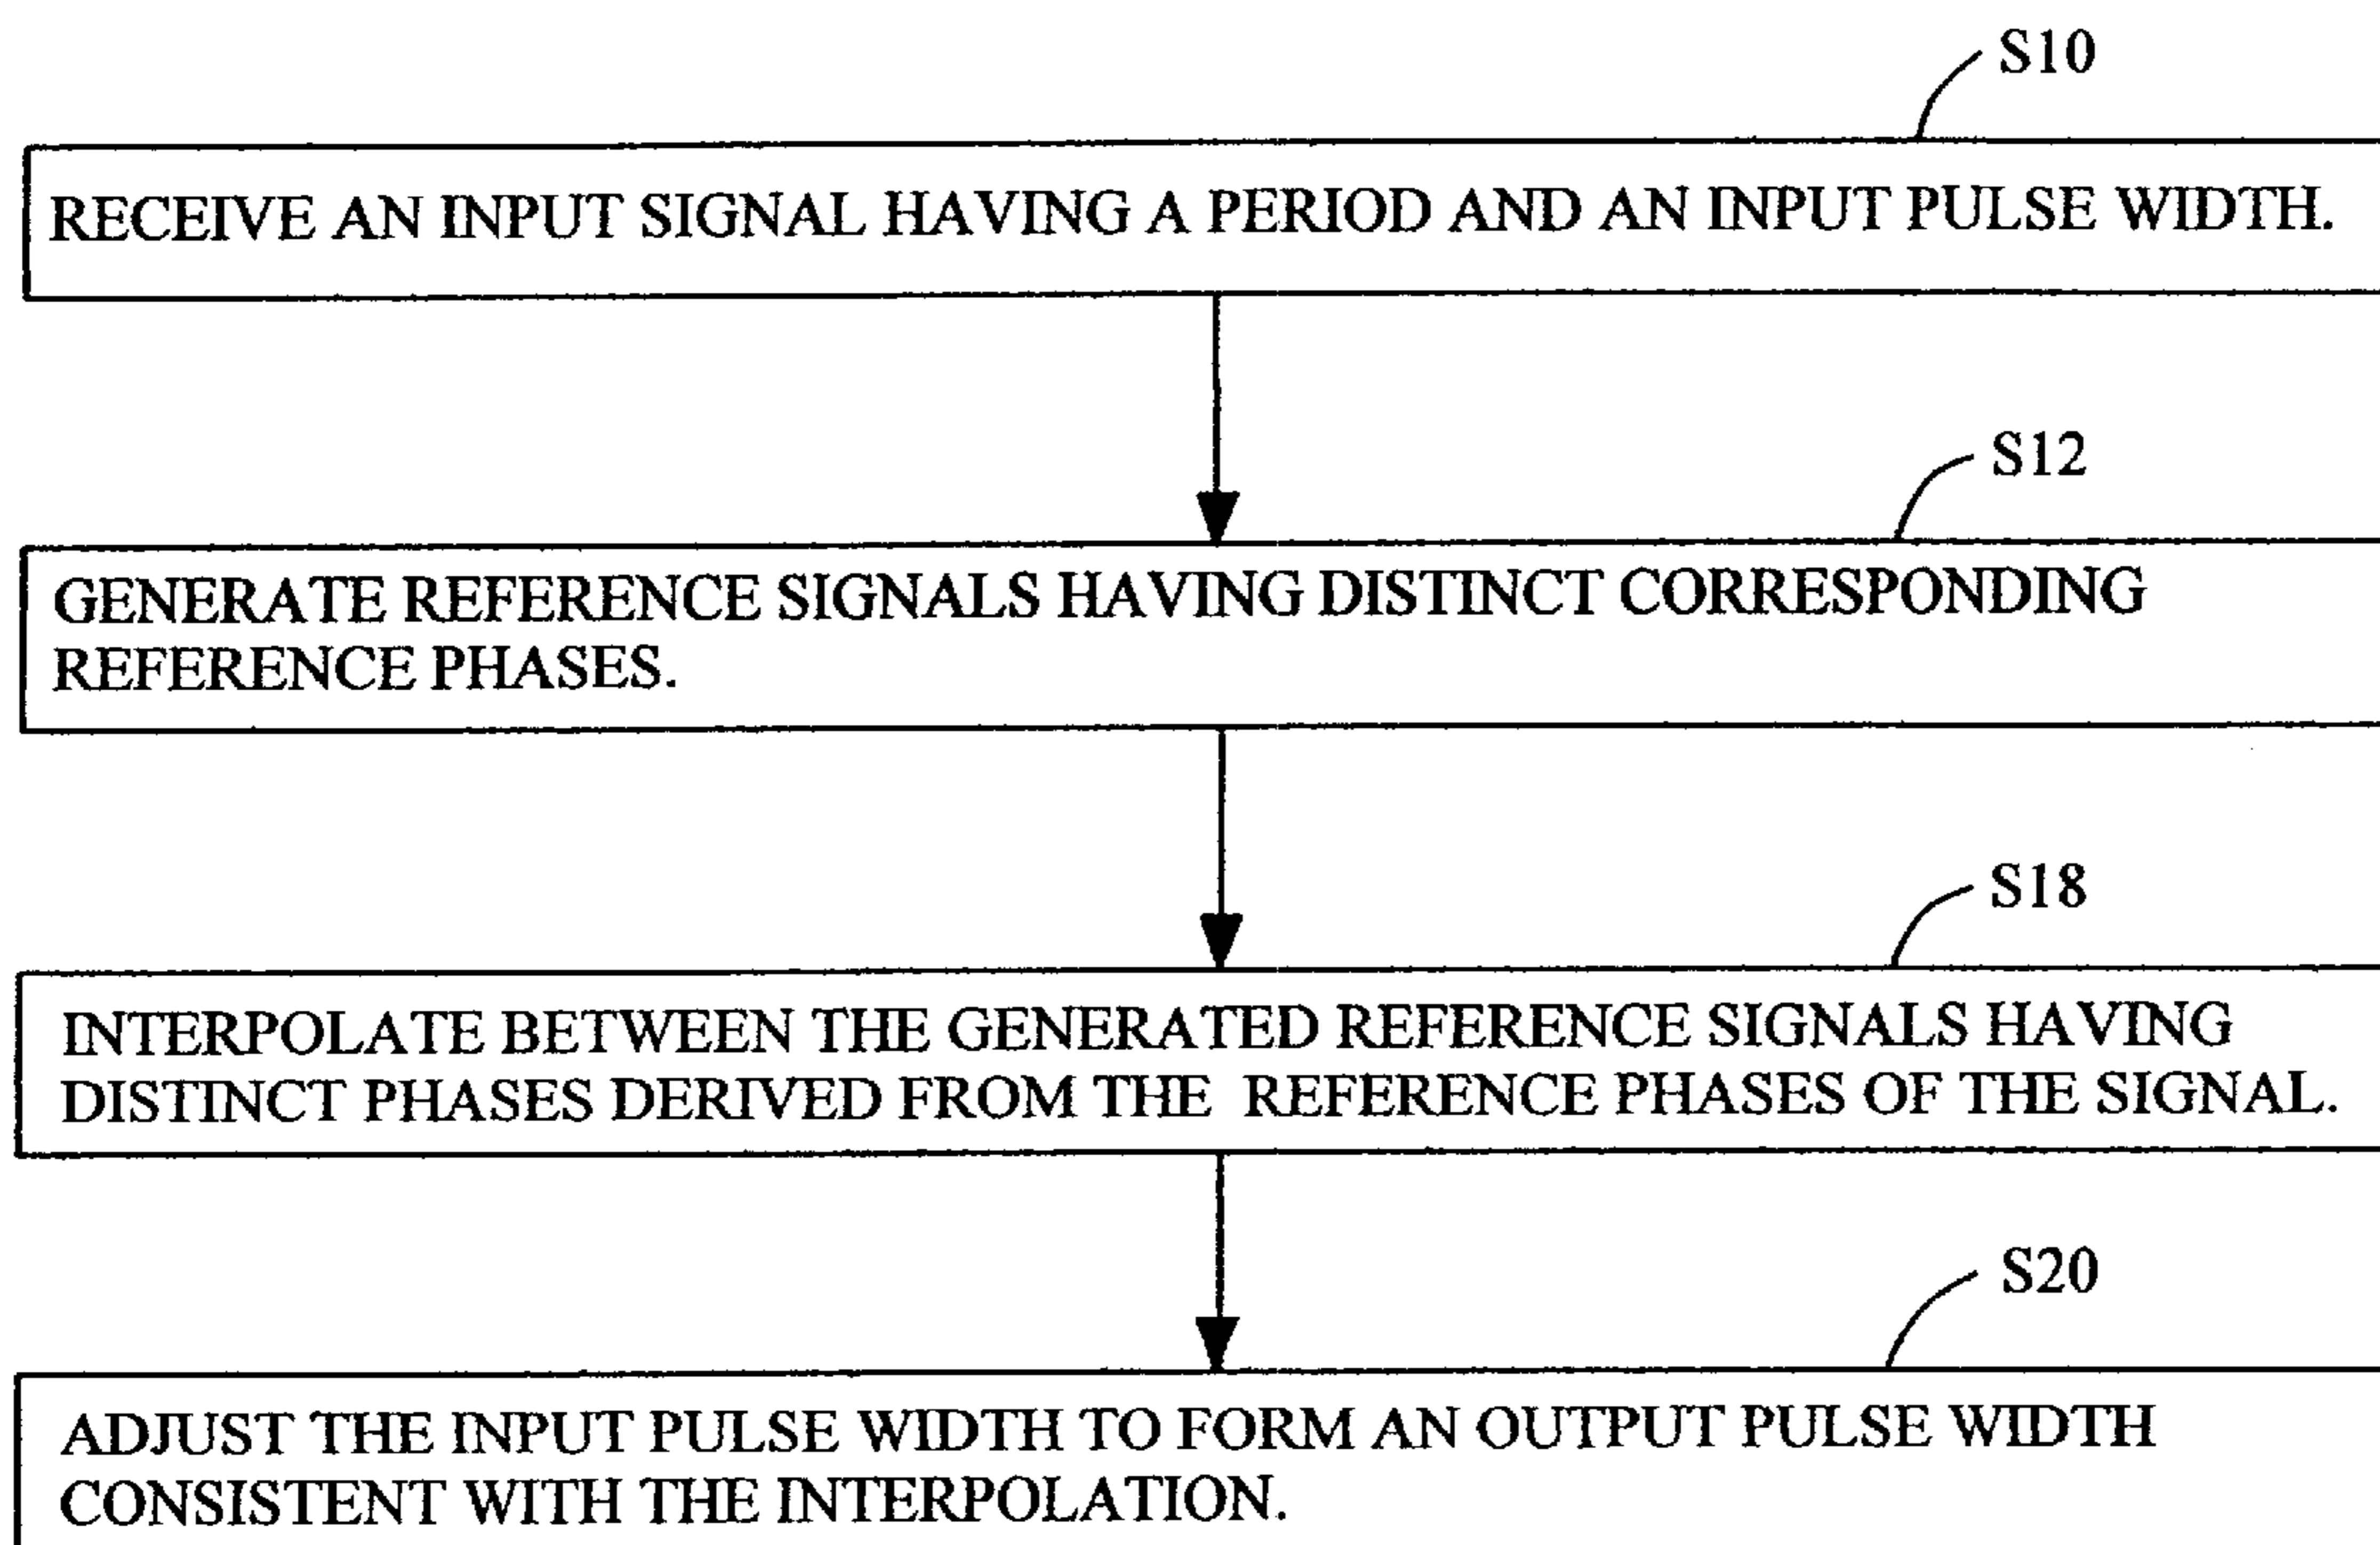 S10
RECEIVE AN INPUT SIGNAL HAVING A PERIOD AND AN INPUT PULSE WIDTH.
S12
GENERATE REFERENCE SIGNALS HAVING DISTINCT CORRESPONDING
REFERENCE PHASES.
S18
INTERPOLATE BETWEEN THE GENERATED REFERENCE SIGNALS HAVING
DISTINCT PHASES DERIVED FROM THE REFERENCE PHASES OF THE SIGNAL.
S20
ADJUST THE INPUT PULSE WIDTH TO FORM AN OUTPUT PULSE WIDTH
CONSISTENT WITH THE INTERPOLATION.